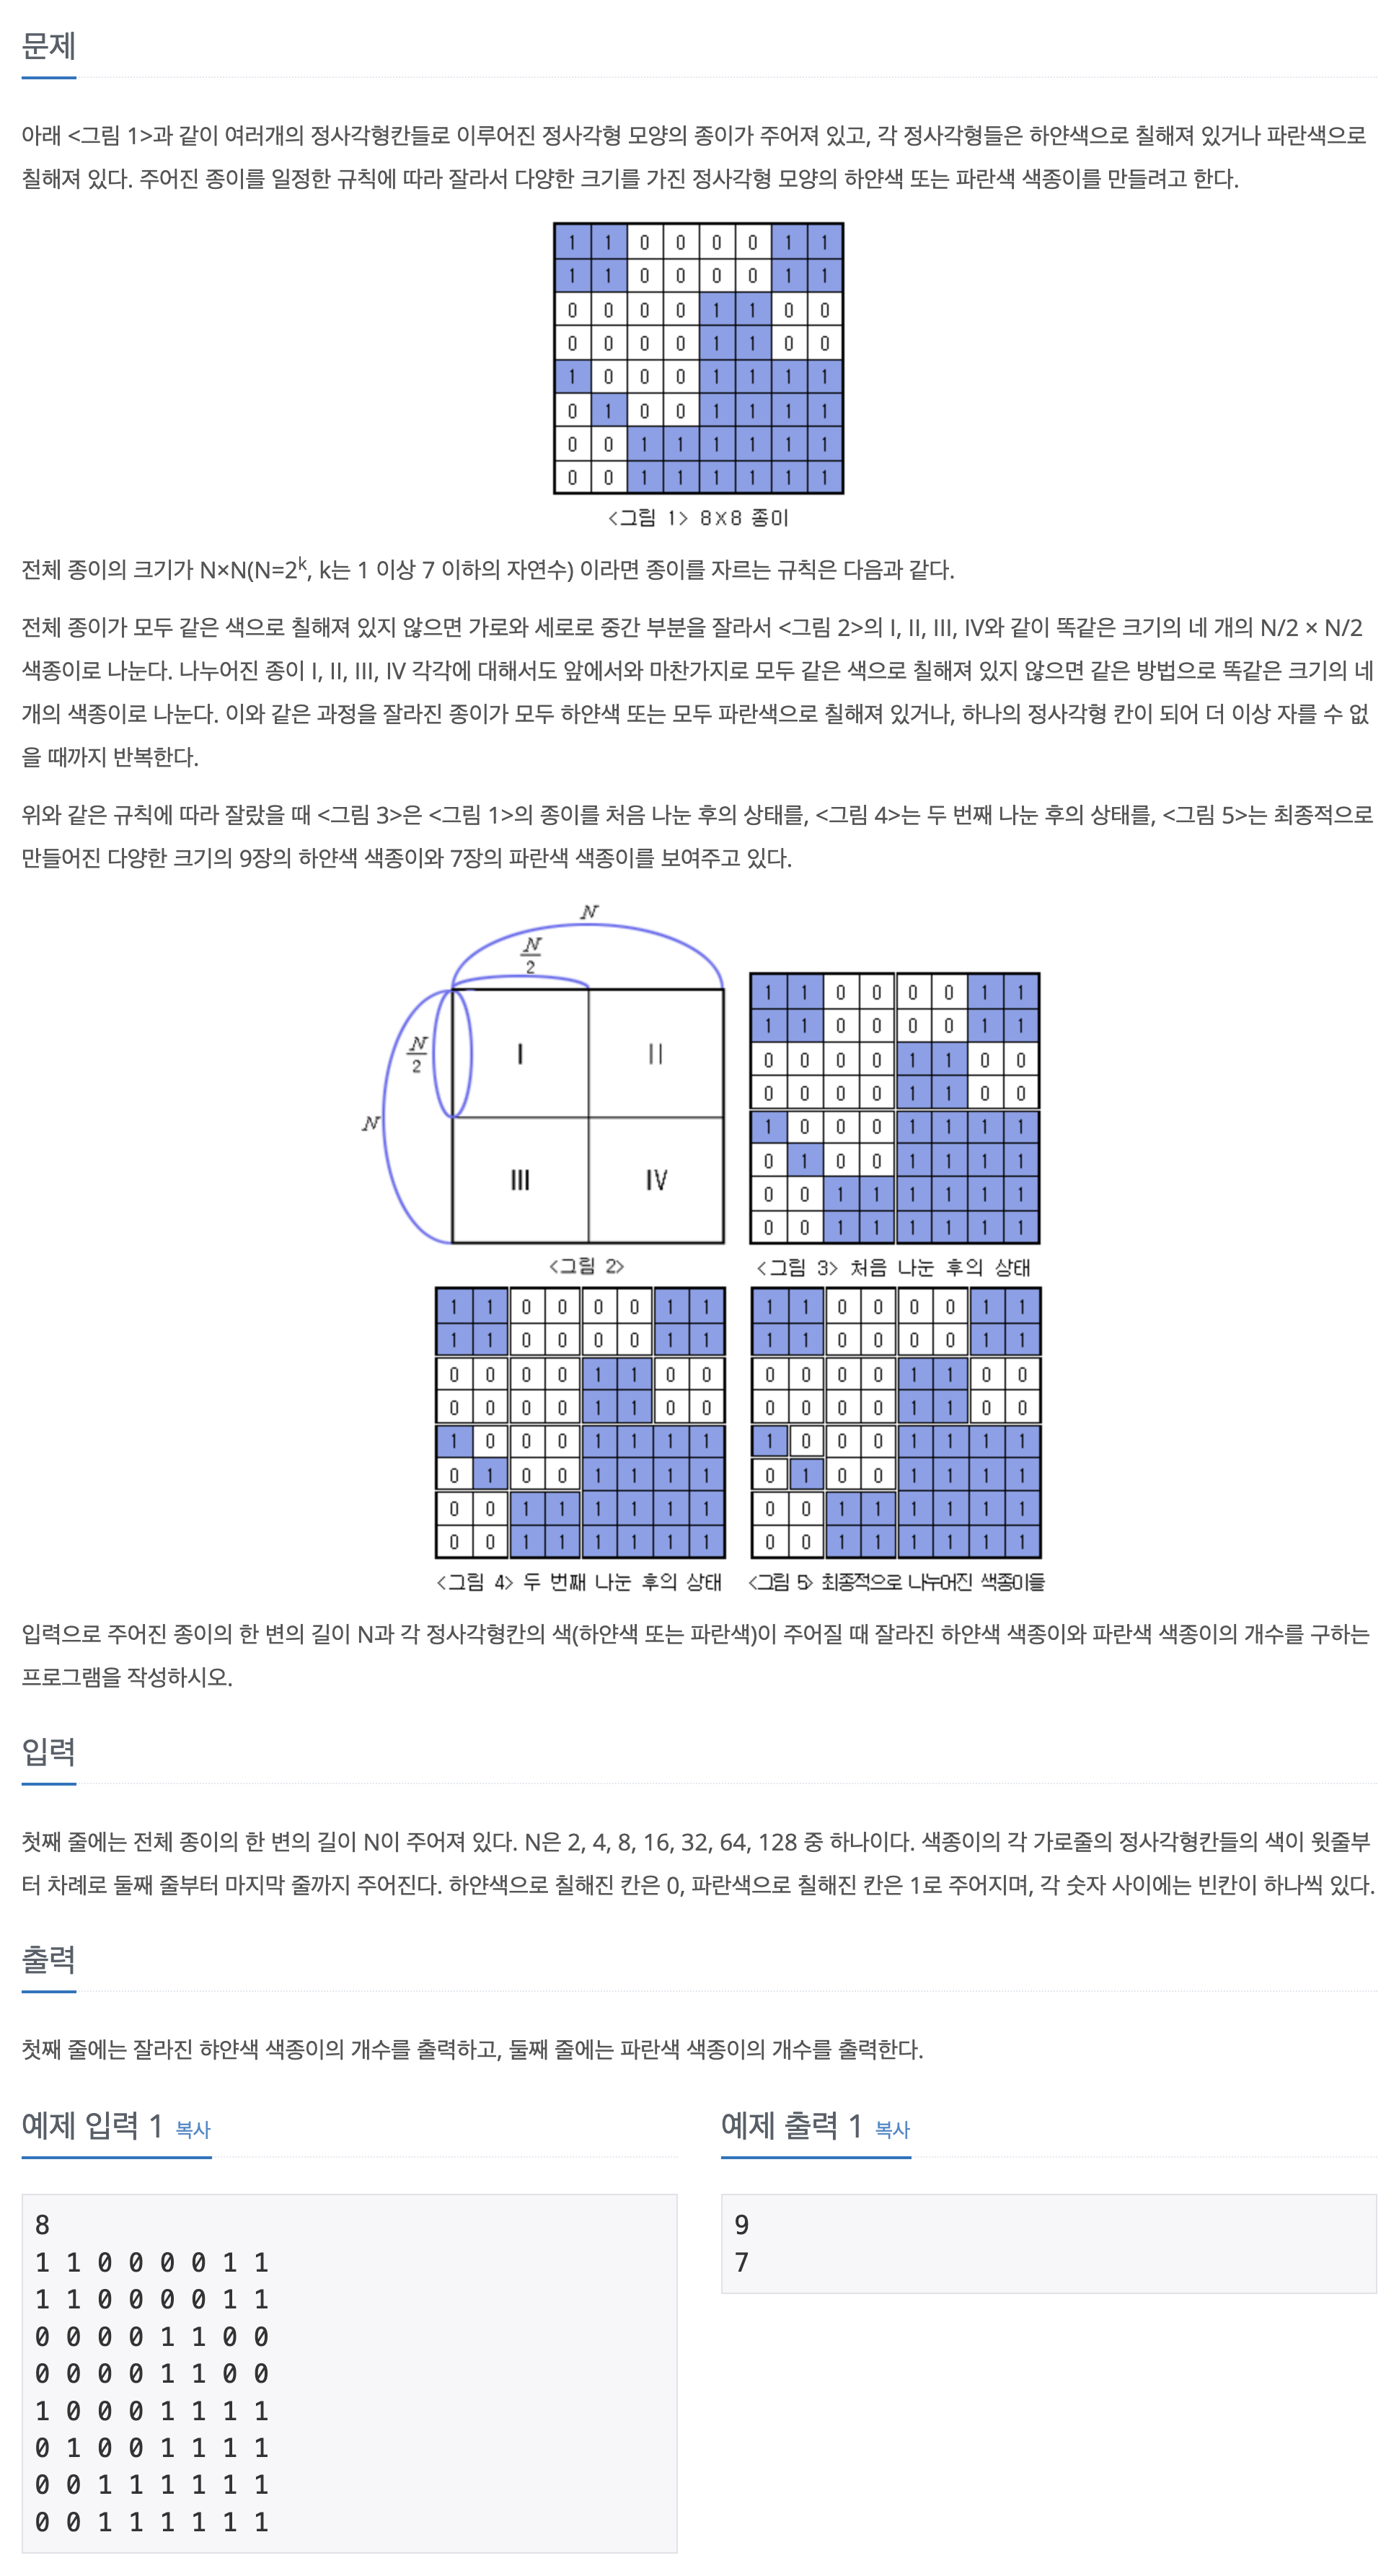 문제
아래 <그림 1>과 같이 여러개의 정사각형칸들로 이루어진 정사각형 모양의 종이가 주어져 있고, 각 정사각형들은 하얀색으로 칠해져 있거나 파란색으로
칠해져 있다. 주어진 종이를 일정한 규칙에 따라 잘라서 다양한 크기를 가진 정사각형 모양의 하얀색 또는 파란색 색종이를 만들려고 한다.
1 1 0 0 0 0 1 1
1 1 0 0 0 0 1 1
0 0 0 0 1 1 0 0
0 0 0 0 1 1 0 0
1 0 0 0 1 1 1 1
0 1 0 0 1 1 1 1
0 0 1 1 1 1 1 1
0 0 1 1 1 1 1 1
<그림 1> 8X8 종이
전체 종이의 크기가 N×N(N=2^k, k는 1 이상 7 이하의 자연수) 이라면 종이를 자르는 규칙은 다음과 같다.
전체 종이가 모두 같은 색으로 칠해져 있지 않으면 가로와 세로로 중간 부분을 잘라서 <그림 2>의 I, II, III, IV와 같이 똑같은 크기의 네 개의 N/2 × N/2
색종이로 나눈다. 나누어진 종이 I, II, III, IV 각각에 대해서도 앞에서와 마찬가지로 모두 같은 색으로 칠해져 있지 않으면 같은 방법으로 똑같은 크기의 네
개의 색종이로 나눈다. 이와 같은 과정을 잘라진 종이가 모두 하얀색 또는 모두 파란색으로 칠해져 있거나, 하나의 정사각형 칸이 되어 더 이상 자를 수 없
을 때까지 반복한다.
위와 같은 규칙에 따라 잘랐을 때 <그림 3>은 <그림 1>의 종이를 처음 나눈 후의 상태를, <그림 4>는 두 번째 나눈 후의 상태를, <그림 5>는 최종적으로
만들어진 다양한 크기의 9장의 하얀색 색종이와 7장의 파란색 색종이를 보여주고 있다.
N
N/2
N/2
N
I II
III IV
<그림 2>
1 1 0 0 0 0 1 1
1 1 0 0 0 0 1 1
0 0 0 0 1 1 0 0
0 0 0 0 1 1 0 0
1 0 0 0 1 1 1 1
0 1 0 0 1 1 1 1
0 0 1 1 1 1 1 1
0 0 1 1 1 1 1 1
<그림 3> 처음 나눈 후의 상태
1 1 0 0 0 0 1 1
1 1 0 0 0 0 1 1
0 0 0 0 1 1 0 0
0 0 0 0 1 1 0 0
1 0 0 0 1 1 1 1
0 1 0 0 1 1 1 1
0 0 1 1 1 1 1 1
0 0 1 1 1 1 1 1
<그림 4> 두 번째 나눈 후의 상태
1 1 0 0 0 0 1 1
1 1 0 0 0 0 1 1
0 0 0 0 1 1 0 0
0 0 0 0 1 1 0 0
1 0 0 0 1 1 1 1
0 1 0 0 1 1 1 1
0 0 1 1 1 1 1 1
0 0 1 1 1 1 1 1
<그림 5> 최종적으로 나누어진 색종이들
입력으로 주어진 종이의 한 변의 길이 N과 각 정사각형칸의 색(하얀색 또는 파란색)이 주어질 때 잘라진 하얀색 색종이와 파란색 색종이의 개수를 구하는
프로그램을 작성하시오.
입력
첫째 줄에는 전체 종이의 한 변의 길이 N이 주어져 있다. N은 2, 4, 8, 16, 32, 64, 128 중 하나이다. 색종이의 각 가로줄의 정사각형칸들의 색이 윗줄부
터 차례로 둘째 줄부터 마지막 줄까지 주어진다. 하얀색으로 칠해진 칸은 0, 파란색으로 칠해진 칸은 1로 주어지며, 각 숫자 사이에는 빈칸이 하나씩 있다.
출력
첫째 줄에는 잘라진 햐얀색 색종이의 개수를 출력하고, 둘째 줄에는 파란색 색종이의 개수를 출력한다.
예제 입력 1 복사
8
1 1 0 0 0 0 1 1
1 1 0 0 0 0 1 1
0 0 0 0 1 1 0 0
0 0 0 0 1 1 0 0
1 0 0 0 1 1 1 1
0 1 0 0 1 1 1 1
0 0 1 1 1 1 1 1
0 0 1 1 1 1 1 1
예제 출력 1 복사
9
7